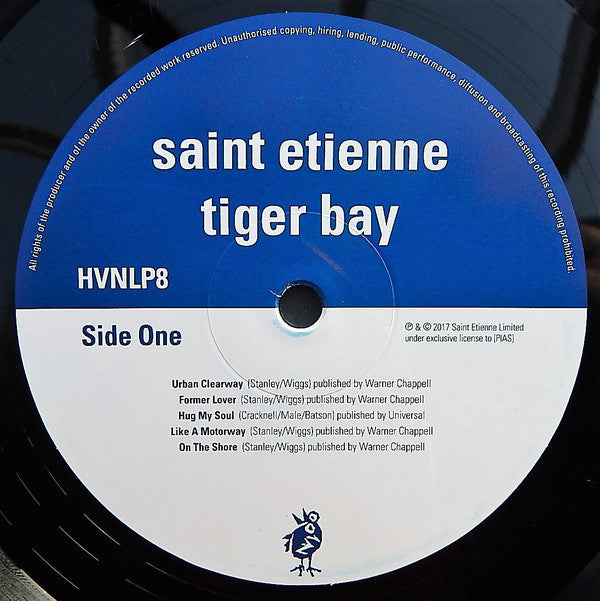 All rights of the producer and of the owner of the recorded work reserved. Unauthorised copying, hiring, lending, public performance, diffusion and broadcasting of this recording prohibited.
saint etienne
tiger bay
HVNLP8
Side One
℗ & © 2017 Saint Etienne Limited
under exclusive license to [PIAS]
Urban Clearway (Stanley/Wiggs) published by Warner Chappell
Former Lover (Stanley/Wiggs) published by Warner Chappell
Hug My Soul (Cracknell/Male/Batson) published by Universal
Like A Motorway (Stanley/Wiggs) published by Warner Chappell
On The Shore (Stanley/Wiggs) published by Warner Chappell